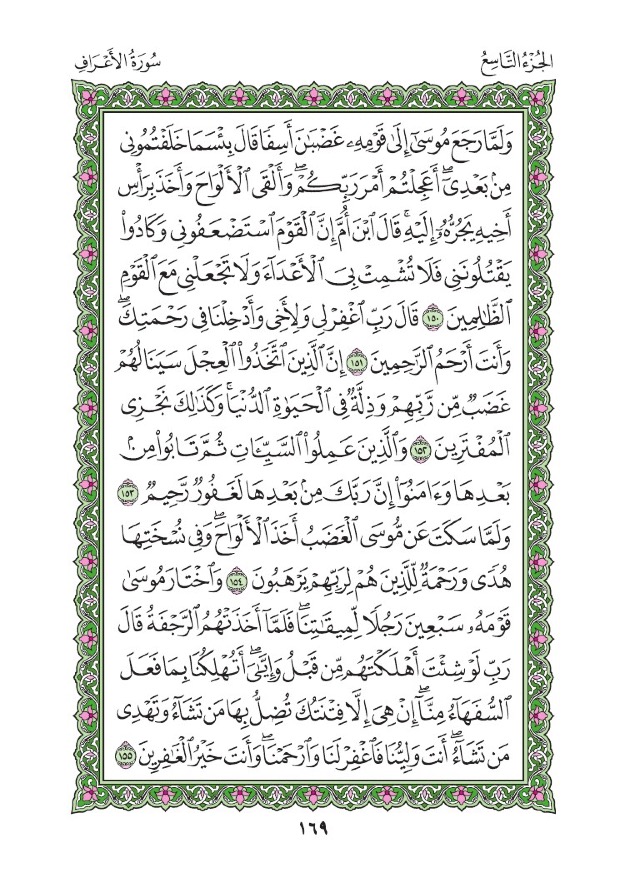 الجُزْءُ التَّاسِعُ
سُورَةُ الأَعْرَافِ
وَلَمَّا رَجَعَ مُوسَىٰٓ إِلَىٰ قَوْمِهِۦ غَضْبَٰنَ أَسِفٗا قَالَ بِئْسَمَا خَلَفْتُمُونِي
مِنۢ بَعْدِيٓۖ أَعَجِلْتُمْ أَمْرَ رَبِّكُمْۖ وَأَلْقَى ٱلْأَلْوَاحَ وَأَخَذَ بِرَأْسِ
أَخِيهِ يَجُرُّهُۥٓ إِلَيْهِۚ قَالَ ٱبْنَ أُمَّ إِنَّ ٱلْقَوْمَ ٱسْتَضْعَفُونِي وَكَادُواْ
يَقْتُلُونَنِي فَلَا تُشْمِتْ بِيَ ٱلْأَعْدَآءَ وَلَا تَجْعَلْنِي مَعَ ٱلْقَوْمِ
ٱلظَّٰلِمِينَ ١٥٠ قَالَ رَبِّ ٱغْفِرْ لِي وَلِأَخِي وَأَدْخِلْنَا فِي رَحْمَتِكَۖ
وَأَنتَ أَرْحَمُ ٱلرَّٰحِمِينَ ١٥١ إِنَّ ٱلَّذِينَ ٱتَّخَذُواْ ٱلْعِجْلَ سَيَنَالُهُمْ
غَضَبٞ مِّن رَّبِّهِمْ وَذِلَّةٞ فِي ٱلْحَيَوٰةِ ٱلدُّنْيَاۚ وَكَذَٰلِكَ نَجْزِي
ٱلْمُفْتَرِينَ ١٥٢ وَٱلَّذِينَ عَمِلُواْ ٱلسَّيِّـَٔاتِ ثُمَّ تَابُواْ مِنۢ
بَعْدِهَا وَءَامَنُوٓاْ إِنَّ رَبَّكَ مِنۢ بَعْدِهَا لَغَفُورٞ رَّحِيمٞ ١٥٣
وَلَمَّا سَكَتَ عَن مُّوسَى ٱلْغَضَبُ أَخَذَ ٱلْأَلْوَاحَۖ وَفِي نُسْخَتِهَا
هُدٗى وَرَحْمَةٞ لِّلَّذِينَ هُمْ لِرَبِّهِمْ يَرْهَبُونَ ١٥٤ وَٱخْتَارَ مُوسَىٰ
قَوْمَهُۥ سَبْعِينَ رَجُلٗا لِّمِيقَٰتِنَاۖ فَلَمَّآ أَخَذَتْهُمُ ٱلرَّجْفَةُ قَالَ
رَبِّ لَوْ شِئْتَ أَهْلَكْتَهُم مِّن قَبْلُ وَإِيَّٰيَۖ أَتُهْلِكُنَا بِمَا فَعَلَ
ٱلسُّفَهَآءُ مِنَّآۖ إِنْ هِيَ إِلَّا فِتْنَتُكَ تُضِلُّ بِهَا مَن تَشَآءُ وَتَهْدِي
مَن تَشَآءُۖ أَنتَ وَلِيُّنَا فَٱغْفِرْ لَنَا وَٱرْحَمْنَاۖ وَأَنتَ خَيْرُ ٱلْغَٰفِرِينَ ١٥٥
١٦٩